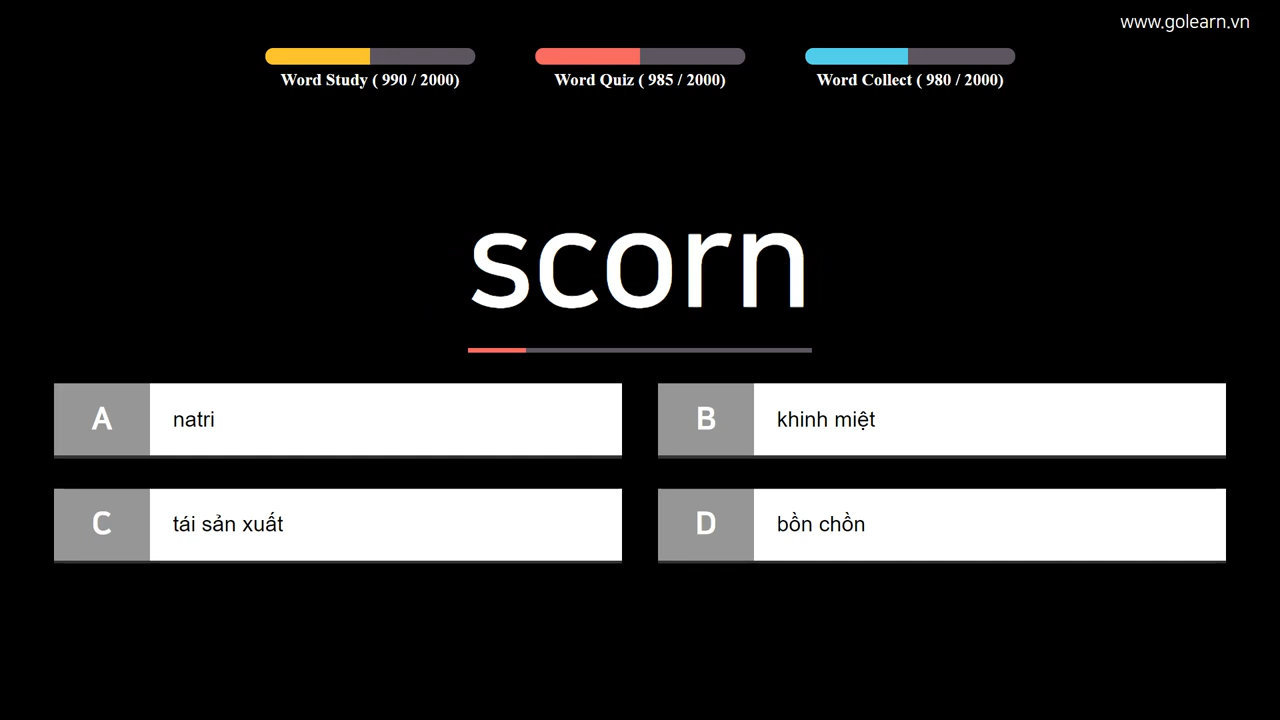 www.golearn.vn
Word Study ( 990 / 2000)
Word Quiz ( 985 / 2000)
Word Collect ( 980 / 2000)
scorn
A natri
B khinh miệt
C tái sản xuất
D bồn chồn